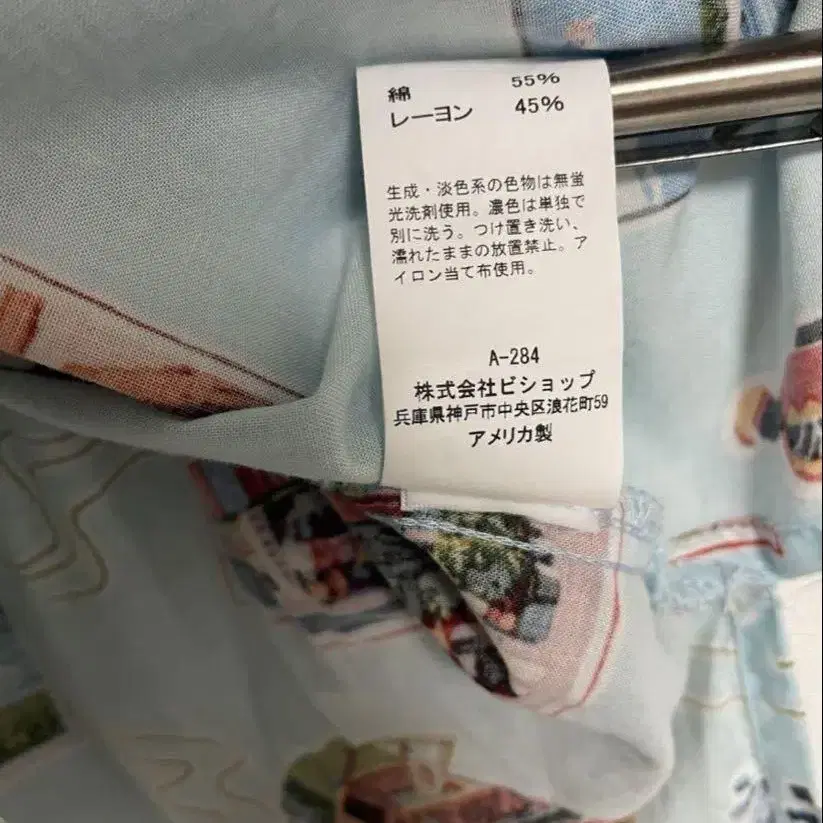 綿 55%
レーヨン 45%
生成・淡色系の色物は無蛍
光洗剤使用。濃色は単独で
別に洗う。つけ置き洗い、
濡れたままの放置禁止。ア
イロン当て布使用。
A-284
株式会社ビショップ
兵庫県神戸市中央区浪花町59
アメリカ製